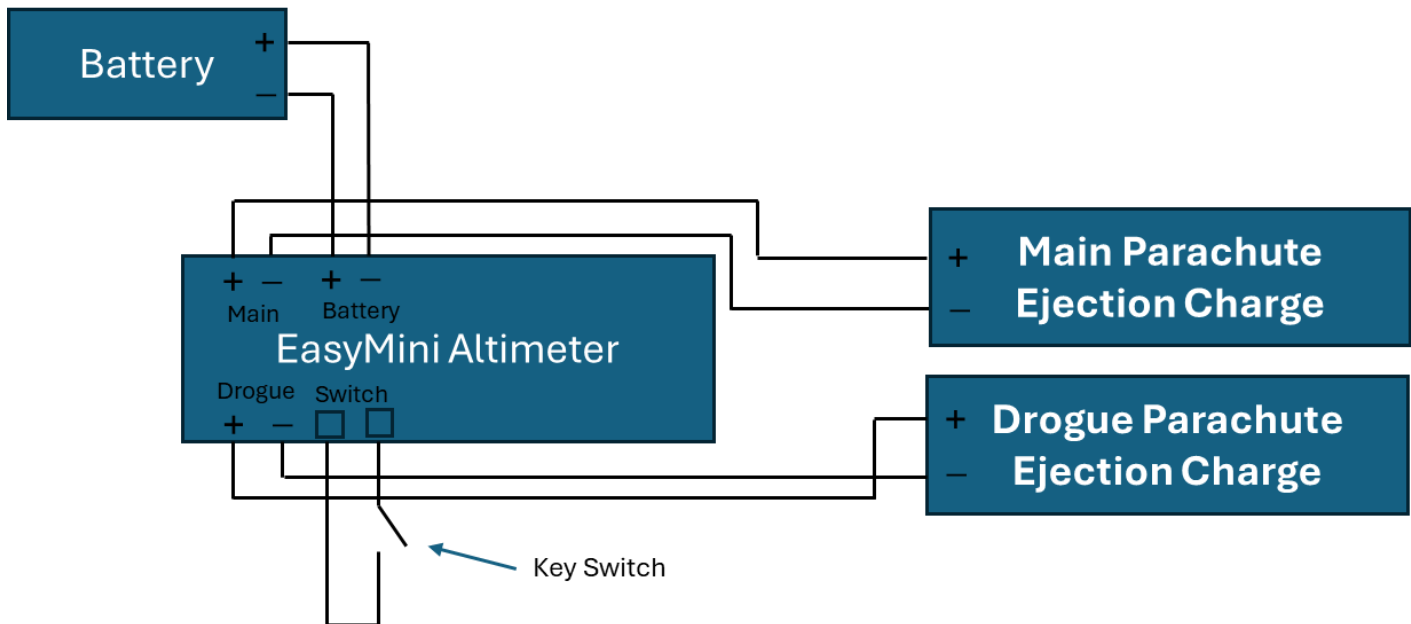 Battery
+
−
+ − + −
Main Battery
EasyMini Altimeter
Drogue Switch
+ −
+ Main Parachute
− Ejection Charge
+ Drogue Parachute
− Ejection Charge
Key Switch